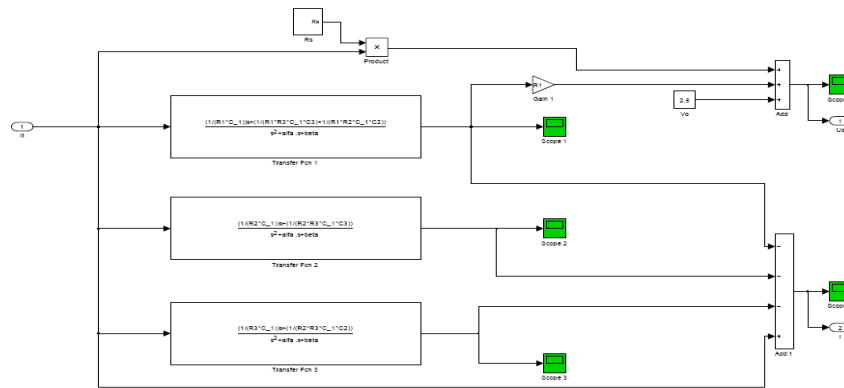 Rs
Rs
×
Product
1
It
(1/(R1*C_1))s+(1/(R1*R3*C_1*C3)+1/(R1*R2*C_1*C2))
s²+alfa .s+beta
Transfer Fcn 1
R1
Gain 1
Scope 1
2.5
Vo
+
+
+
Add
Scope
1
Us
(1/(R2*C_1))s+(1/(R2*R3*C_1*C3))
s²+alfa .s+beta
Transfer Fcn 2
Scope 2
(1/(R3*C_1))s+(1/(R2*R3*C_1*C2))
s²+alfa .s+beta
Transfer Fcn 3
Scope 3
−
−
−
+
Add 1
Scope
2
I